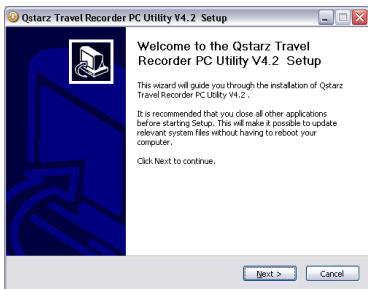 Qstarz Travel Recorder PC Utility V4.2 Setup
Welcome to the Qstarz Travel
Recorder PC Utility V4.2 Setup
This wizard will guide you through the installation of Qstarz
Travel Recorder PC Utility V4.2 .
It is recommended that you close all other applications
before starting Setup. This will make it possible to update
relevant system files without having to reboot your
computer.
Click Next to continue.
Next >
Cancel